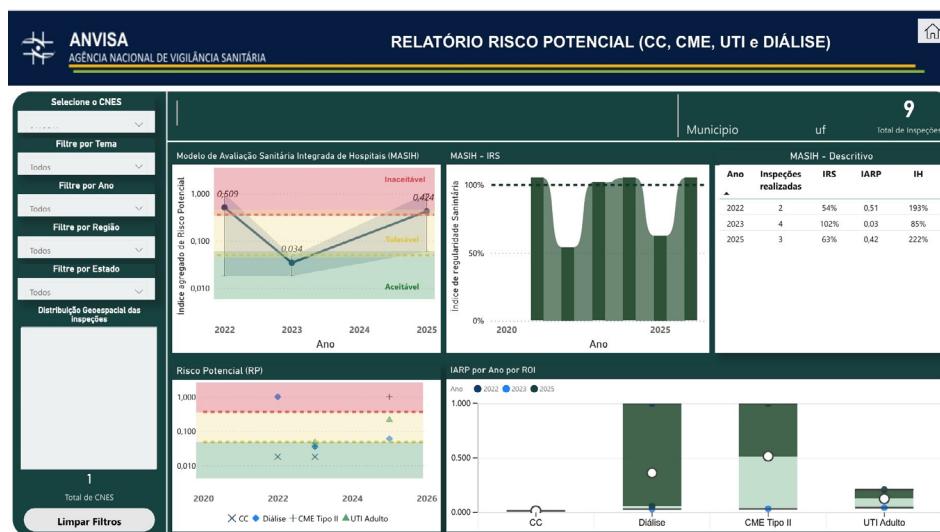 ANVISA
AGÊNCIA NACIONAL DE VIGILÂNCIA SANITÁRIA
RELATÓRIO RISCO POTENCIAL (CC, CME, UTI e DIÁLISE)
Selecione o CNES
Filtre por Tema
Todos
Filtre por Ano
Todos
Filtre por Região
Todos
Filtre por Estado
Todos
Distribuição Geoespacial das
Inspeções
1
Total de CNES
Limpar Filtros
Municipio uf
9
Total de Inspeções
Modelo de Avaliação Sanitária Integrada de Hospitais (MASIH)
Indice agregado de Risco Potencial
1,000
0,100
0,010
0,509
0,034
0,424
Inaceitável
Tolerável
Aceitável
2022 2023 2024 2025
Ano
MASIH - IRS
Índice de regularidade Sanintária
100%
50%
0%
2020 2025
Ano
MASIH - Descritivo
Ano Inspeções realizadas IRS IARP IH
2022 2 54% 0,51 193%
2023 4 102% 0,03 85%
2025 3 63% 0,42 222%
Risco Potencial (RP)
1,000
0,100
0,010
2020 2022 2024 2026
CC Diálise CME Tipo II UTI Adulto
IARP por Ano por ROI
Ano 2022 2023 2025
1.000
0.500
0.000
CC Diálise CME Tipo II UTI Adulto